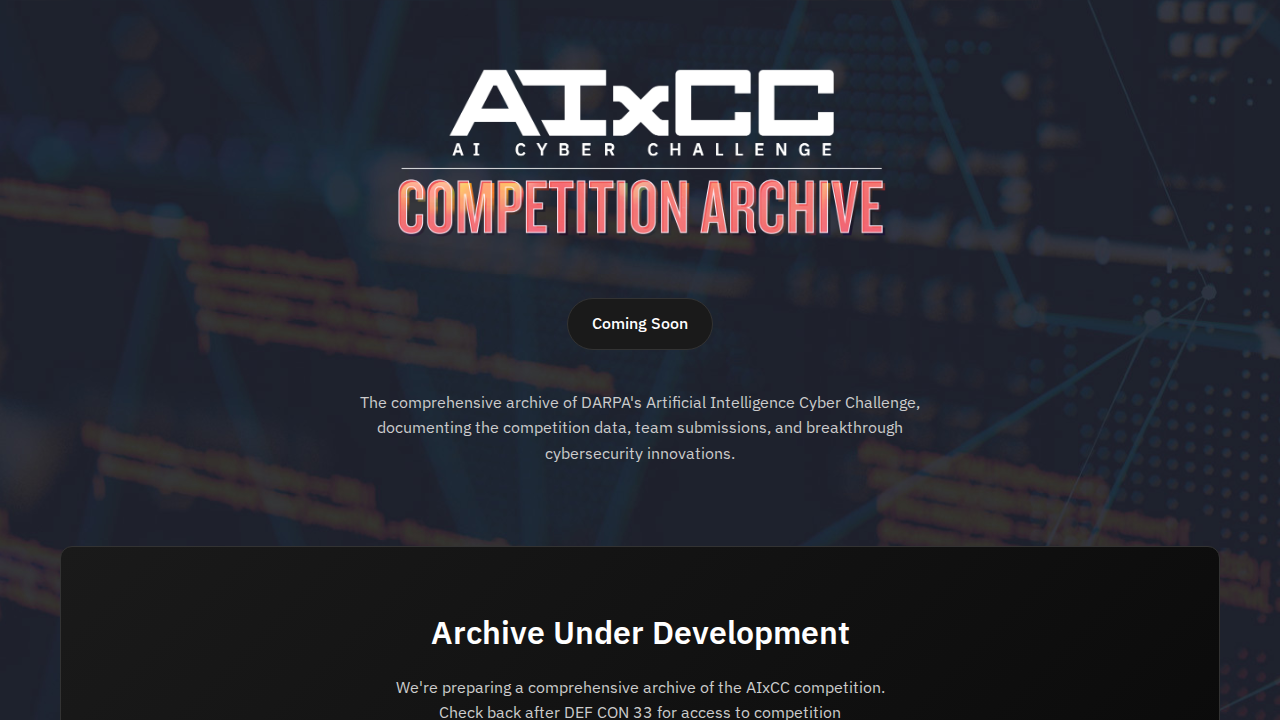 AIxCC
AI CYBER CHALLENGE
COMPETITION ARCHIVE
Coming Soon
The comprehensive archive of DARPA's Artificial Intelligence Cyber Challenge,
documenting the competition data, team submissions, and breakthrough
cybersecurity innovations.
Archive Under Development
We're preparing a comprehensive archive of the AIxCC competition.
Check back after DEF CON 33 for access to competition